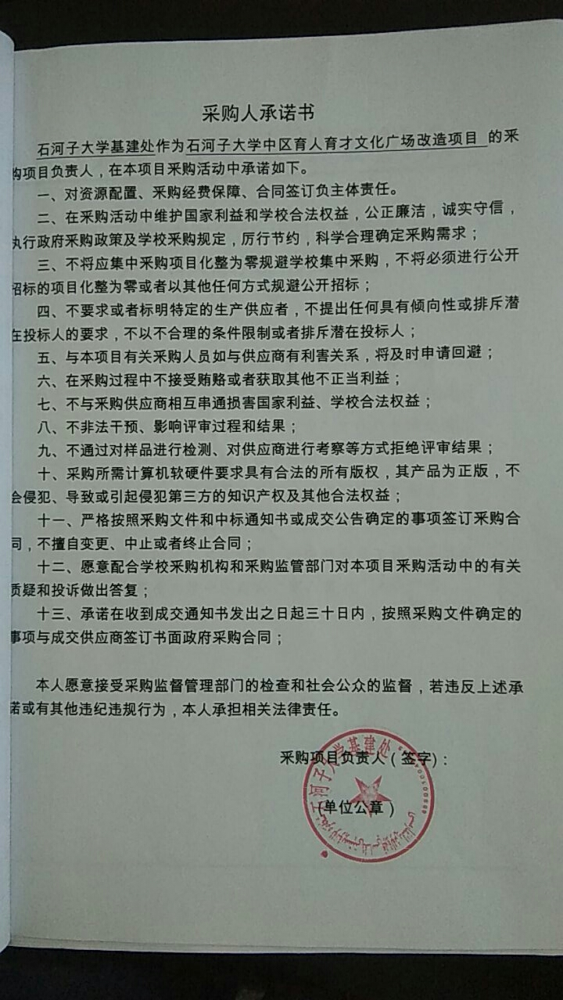 采购人承诺书
石河子大学基建处作为石河子大学中区育人育才文化广场改造项目 的采
购项目负责人，在本项目采购活动中承诺如下。
一、对资源配置、采购经费保障、合同签订负主体责任。
二、在采购活动中维护国家利益和学校合法权益，公正廉洁，诚实守信，
执行政府采购政策及学校采购规定，厉行节约，科学合理确定采购需求；
三、不将应集中采购项目化整为零规避学校集中采购，不将必须进行公开
招标的项目化整为零或者以其他任何方式规避公开招标；
四、不要求或者标明特定的生产供应者，不提出任何具有倾向性或排斥潜
在投标人的要求，不以不合理的条件限制或者排斥潜在投标人；
五、与本项目有关采购人员如与供应商有利害关系，将及时申请回避；
六、在采购过程中不接受贿赂或者获取其他不正当利益；
七、不与采购供应商相互串通损害国家利益、学校合法权益；
八、不非法干预、影响评审过程和结果；
九、不通过对样品进行检测、对供应商进行考察等方式拒绝评审结果；
十、采购所需计算机软硬件要求具有合法的所有版权，其产品为正版，不
会侵犯、导致或引起侵犯第三方的知识产权及其他合法权益；
十一、严格按照采购文件和中标通知书或成交公告确定的事项签订采购合
同，不擅自变更、中止或者终止合同；
十二、愿意配合学校采购机构和采购监管部门对本项目采购活动中的有关
质疑和投诉做出答复；
十三、承诺在收到成交通知书发出之日起三十日内，按照采购文件确定的
事项与成交供应商签订书面政府采购合同；
本人愿意接受采购监督管理部门的检查和社会公众的监督，若违反上述承
诺或有其他违纪违规行为，本人承担相关法律责任。
采购项目负责人（签字）：
（单位公章）
石河子大学基建处